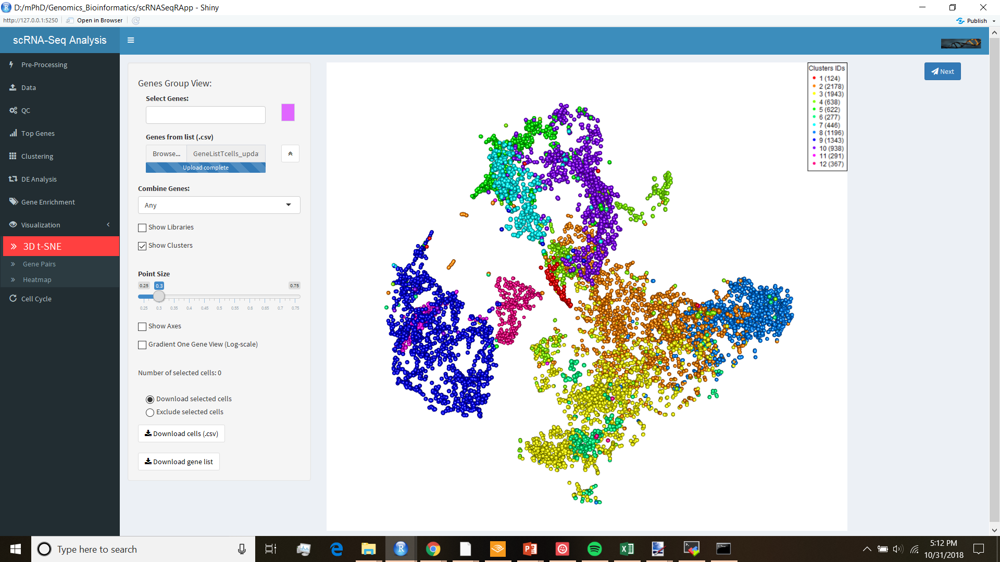 D:/mPhD/Genomics_Bioinformatics/scRNASeqRApp - Shiny
http://127.0.0.1:5250
Open in Browser
Publish
scRNA-Seq Analysis
Pre-Processing
Data
QC
Top Genes
Clustering
DE Analysis
Gene Enrichment
Visualization
3D t-SNE
Gene Pairs
Heatmap
Cell Cycle
Genes Group View:
Select Genes:
Genes from list (.csv)
Browse... GeneListTcells_upda
Upload complete
Combine Genes:
Any
Show Libraries
Show Clusters
Point Size
0.25 0.3 0.75
0.25 0.3 0.35 0.4 0.45 0.5 0.55 0.6 0.65 0.7 0.75
Show Axes
Gradient One Gene View (Log-scale)
Number of selected cells: 0
Download selected cells
Exclude selected cells
Download cells (.csv)
Download gene list
Clusters IDs
1 (124)
2 (2178)
3 (1943)
4 (638)
5 (622)
6 (277)
7 (446)
8 (1196)
9 (1343)
10 (938)
11 (291)
12 (367)
Next
Type here to search
5:12 PM
10/31/2018